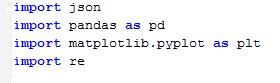 import json
import pandas as pd
import matplotlib.pyplot as plt
import re